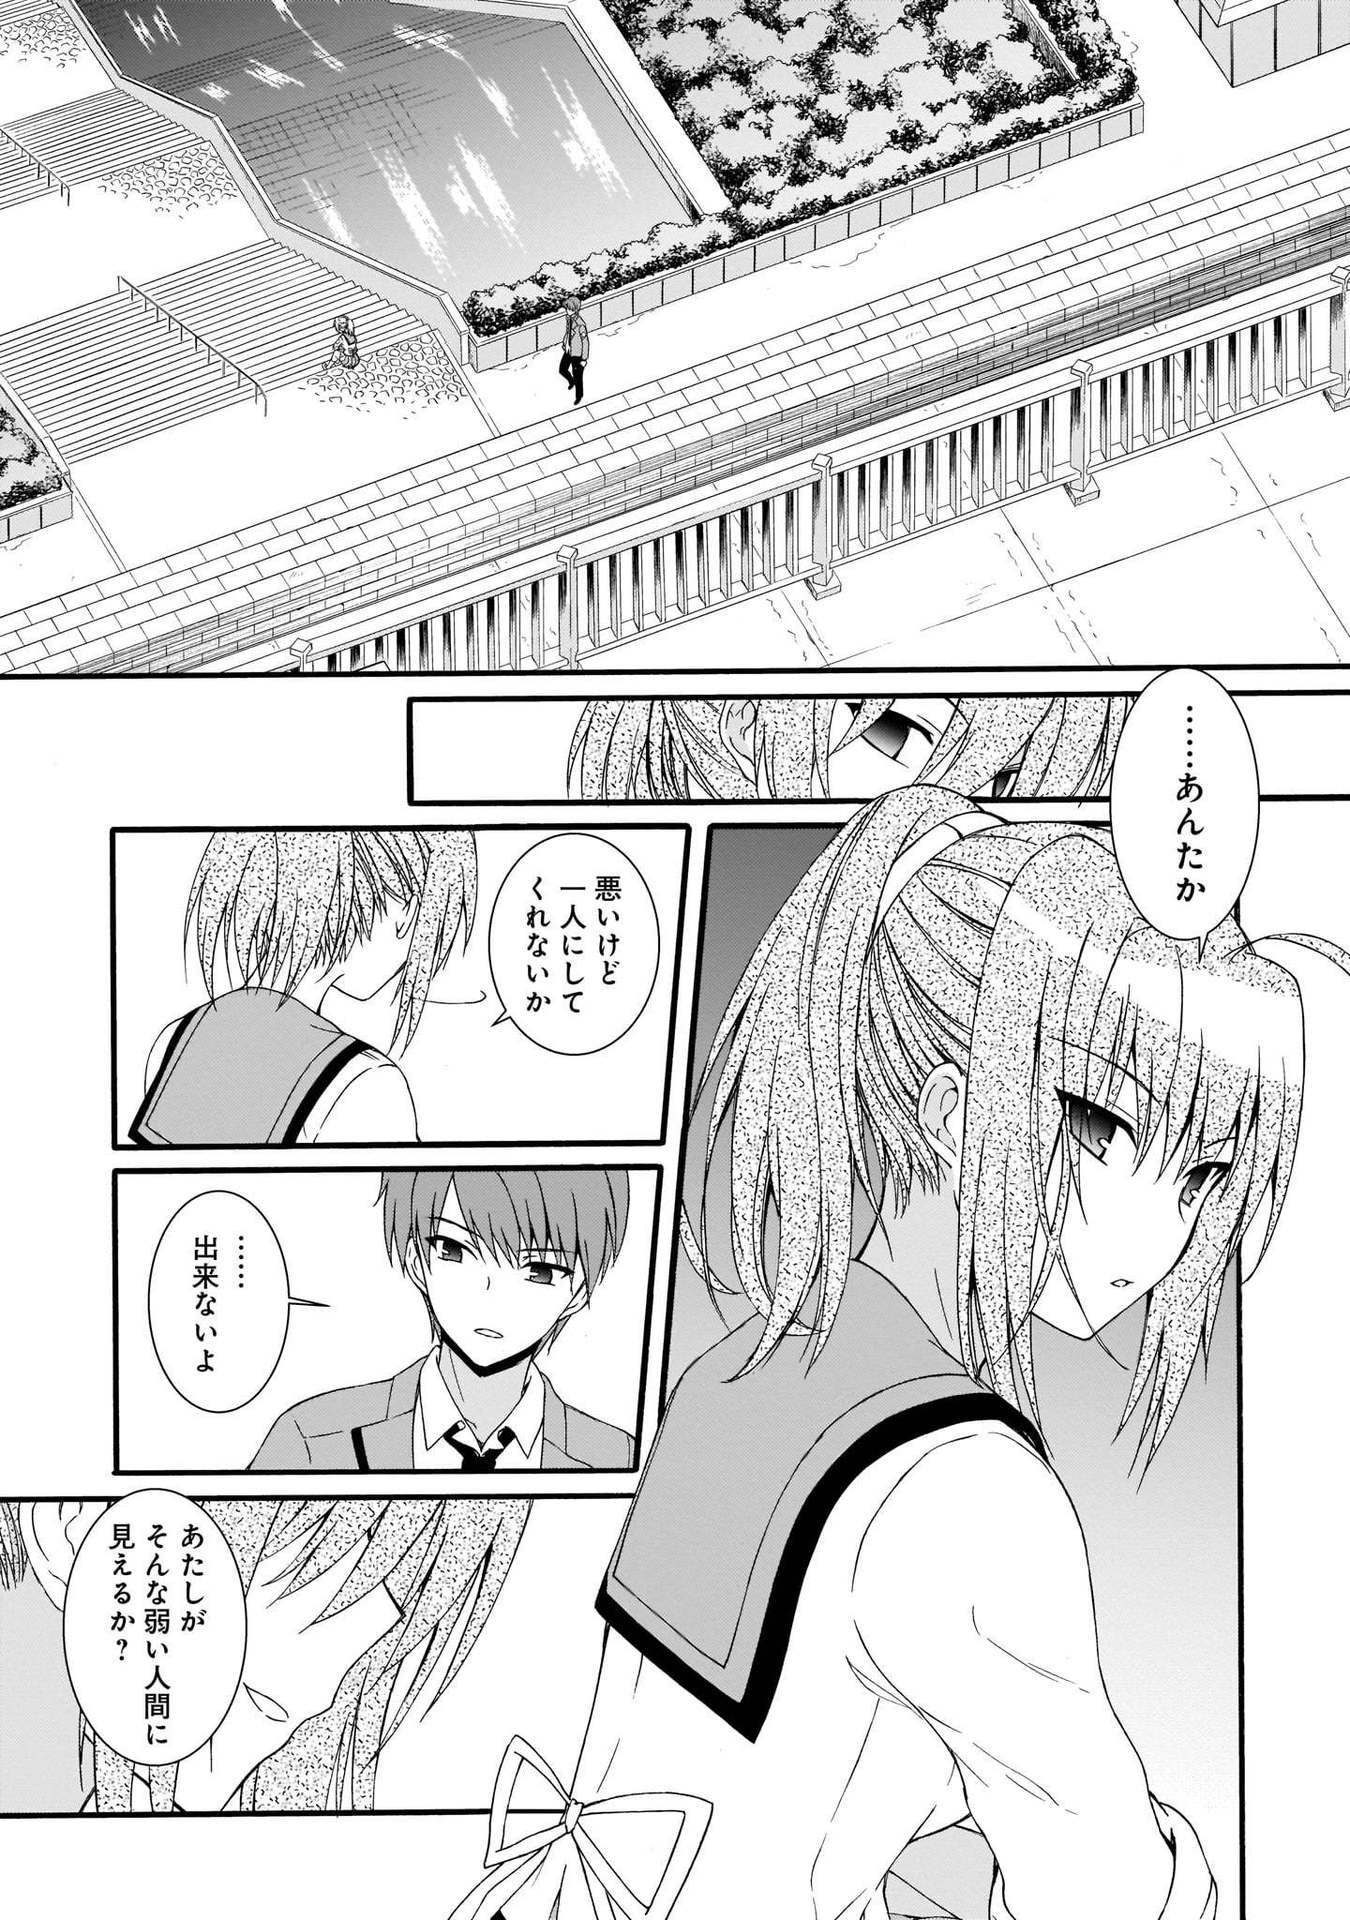 ……あんたか
悪いけど
一人にして
くれないか
……
出来ないよ
あたしが
そんな弱い人間に
見えるか？